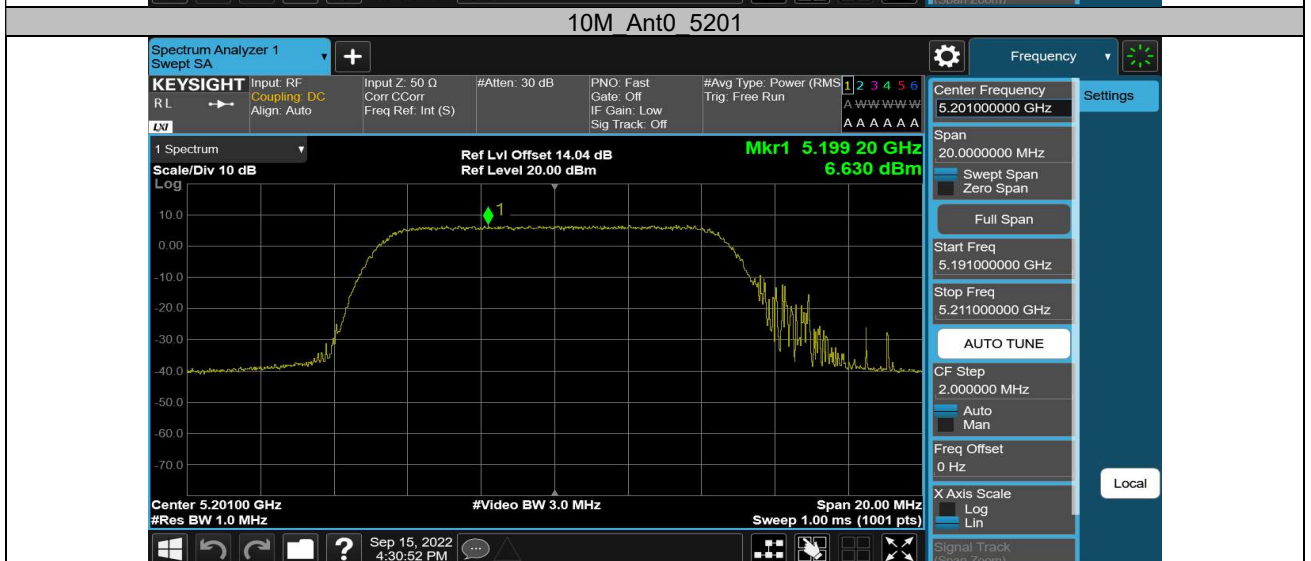 (Span Zoom)
10M_Ant0_5201
Spectrum Analyzer 1
Swept SA
Frequency
KEYSIGHT
R L
LXI
Input: RF
Coupling: DC
Align: Auto
Input Z: 50 Ω
Corr CCorr
Freq Ref: Int (S)
#Atten: 30 dB
PNO: Fast
Gate: Off
IF Gain: Low
Sig Track: Off
#Avg Type: Power (RMS
Trig: Free Run
1 2 3 4 5 6
A W W W W W
A A A A A A
Center Frequency
5.201000000 GHz
Settings
Span
20.0000000 MHz
Swept Span
Zero Span
Full Span
Start Freq
5.191000000 GHz
Stop Freq
5.211000000 GHz
AUTO TUNE
CF Step
2.000000 MHz
Auto
Man
Freq Offset
0 Hz
X Axis Scale
Log
Lin
Signal Track
(Span Zoom)
Local
1 Spectrum
Scale/Div 10 dB
Log
Ref Lvl Offset 14.04 dB
Ref Level 20.00 dBm
Mkr1 5.199 20 GHz
6.630 dBm
1
10.0
0.00
-10.0
-20.0
-30.0
-40.0
-50.0
-60.0
-70.0
Center 5.20100 GHz
#Res BW 1.0 MHz
#Video BW 3.0 MHz
Span 20.00 MHz
Sweep 1.00 ms (1001 pts)
?
Sep 15, 2022
4:30:52 PM